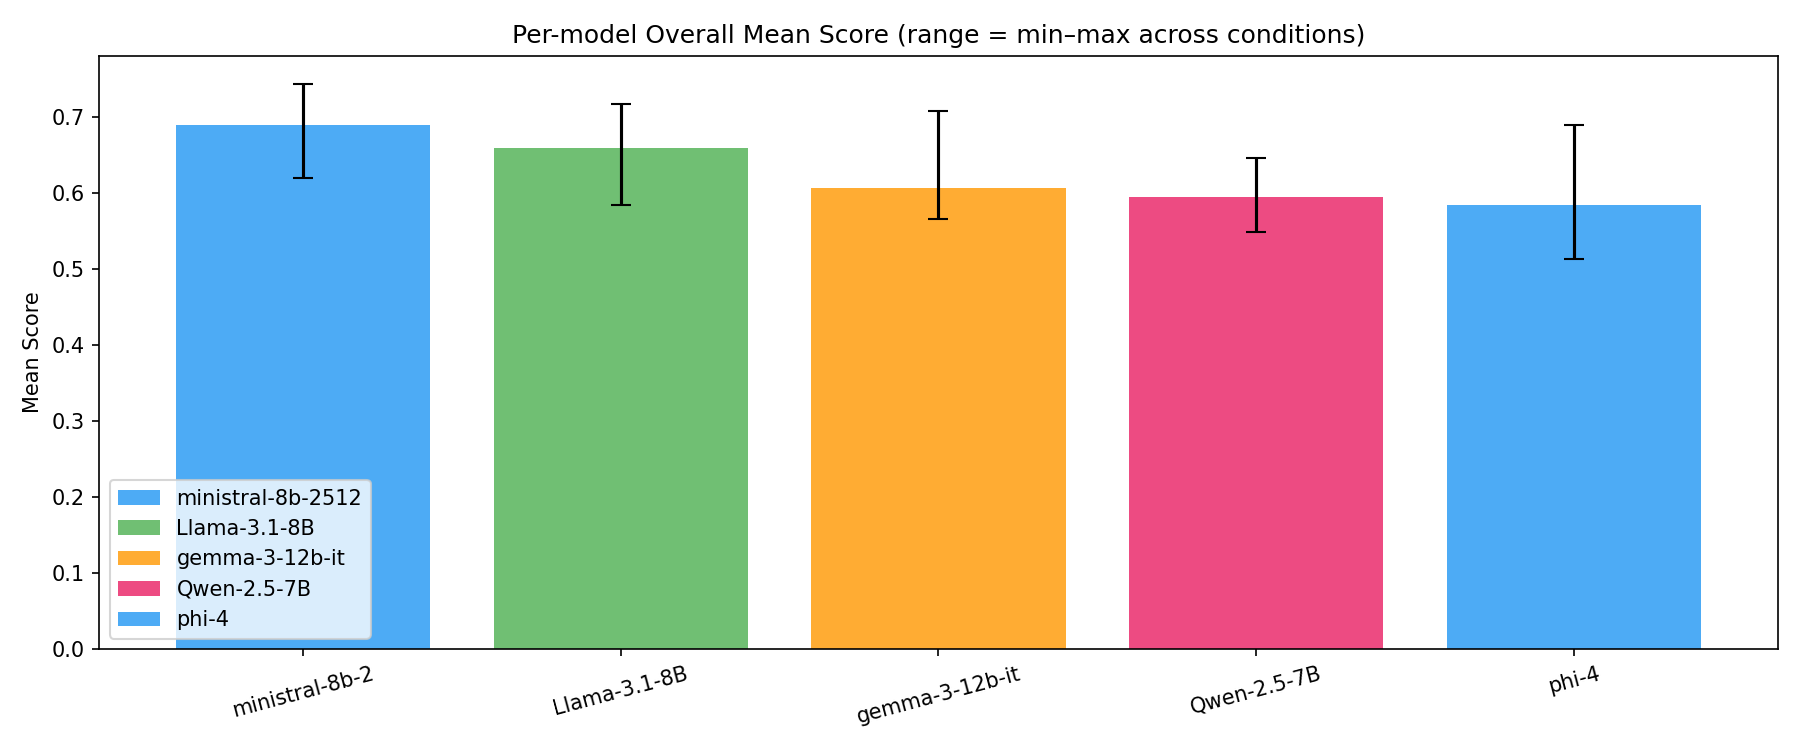 Per-model Overall Mean Score (range = min–max across conditions)
Mean Score
0.7
0.6
0.5
0.4
0.3
0.2
0.1
0.0
ministral-8b-2512
Llama-3.1-8B
gemma-3-12b-it
Qwen-2.5-7B
phi-4
ministral-8b-2
Llama-3.1-8B
gemma-3-12b-it
Qwen-2.5-7B
phi-4